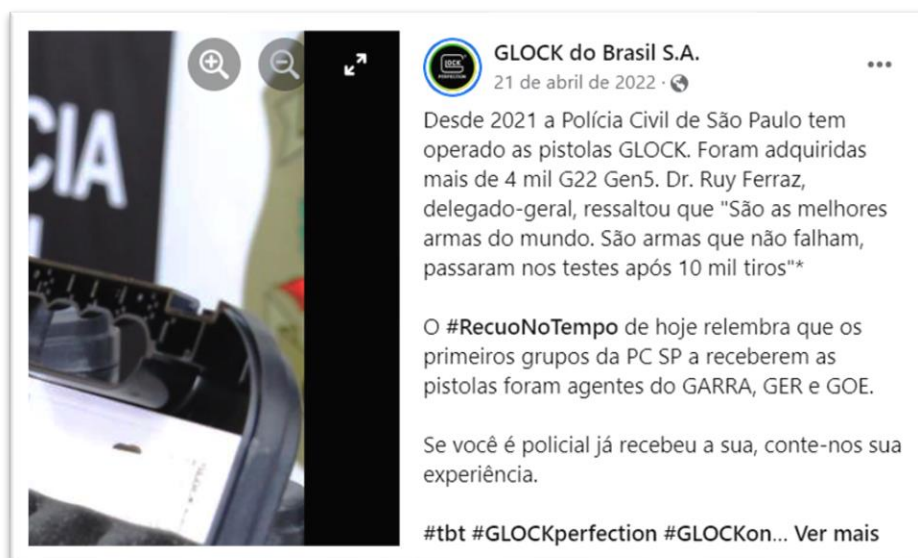 CIA
GLOCK do Brasil S.A.
21 de abril de 2022 ·
Desde 2021 a Polícia Civil de São Paulo tem
operado as pistolas GLOCK. Foram adquiridas
mais de 4 mil G22 Gen5. Dr. Ruy Ferraz,
delegado-geral, ressaltou que "São as melhores
armas do mundo. São armas que não falham,
passaram nos testes após 10 mil tiros"*
O #RecuoNoTempo de hoje relembra que os
primeiros grupos da PC SP a receberem as
pistolas foram agentes do GARRA, GER e GOE.
Se você é policial já recebeu a sua, conte-nos sua
experiência.
#tbt #GLOCKperfection #GLOCKon... Ver mais